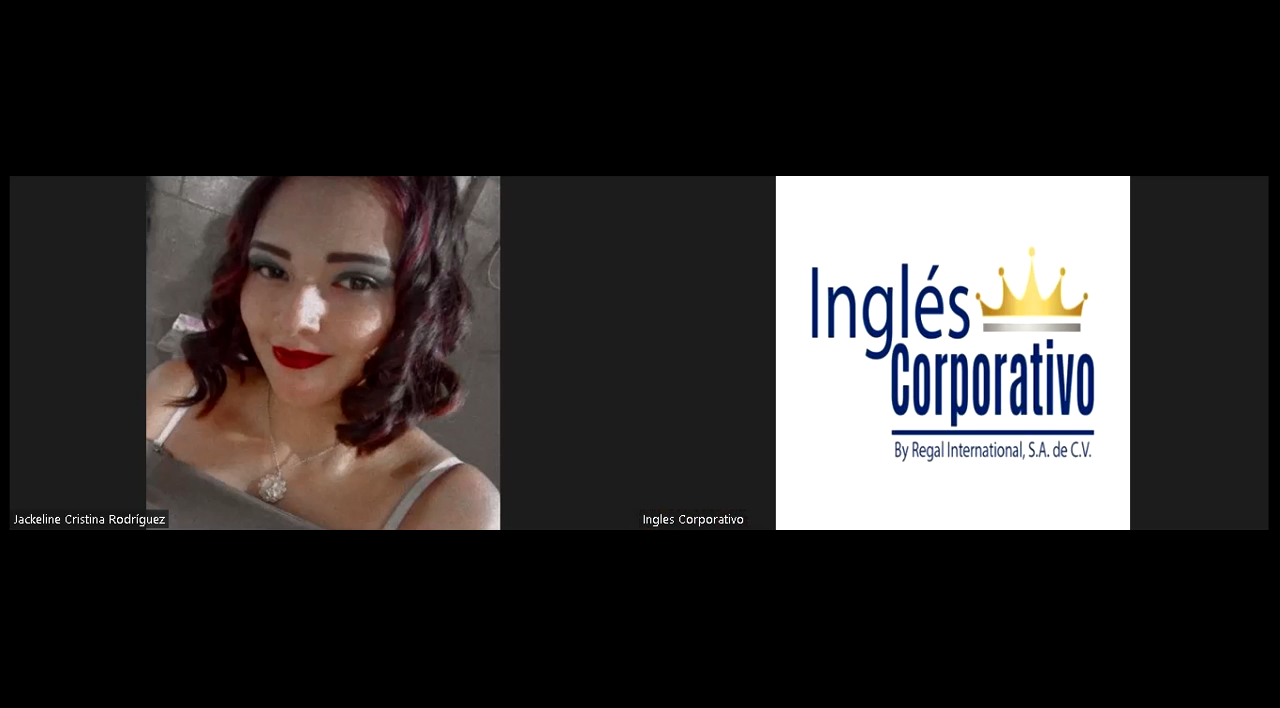 Jackeline Cristina Rodríguez
Ingles Corporativo
Inglés
Corporativo
By Regal International, S.A. de C.V.